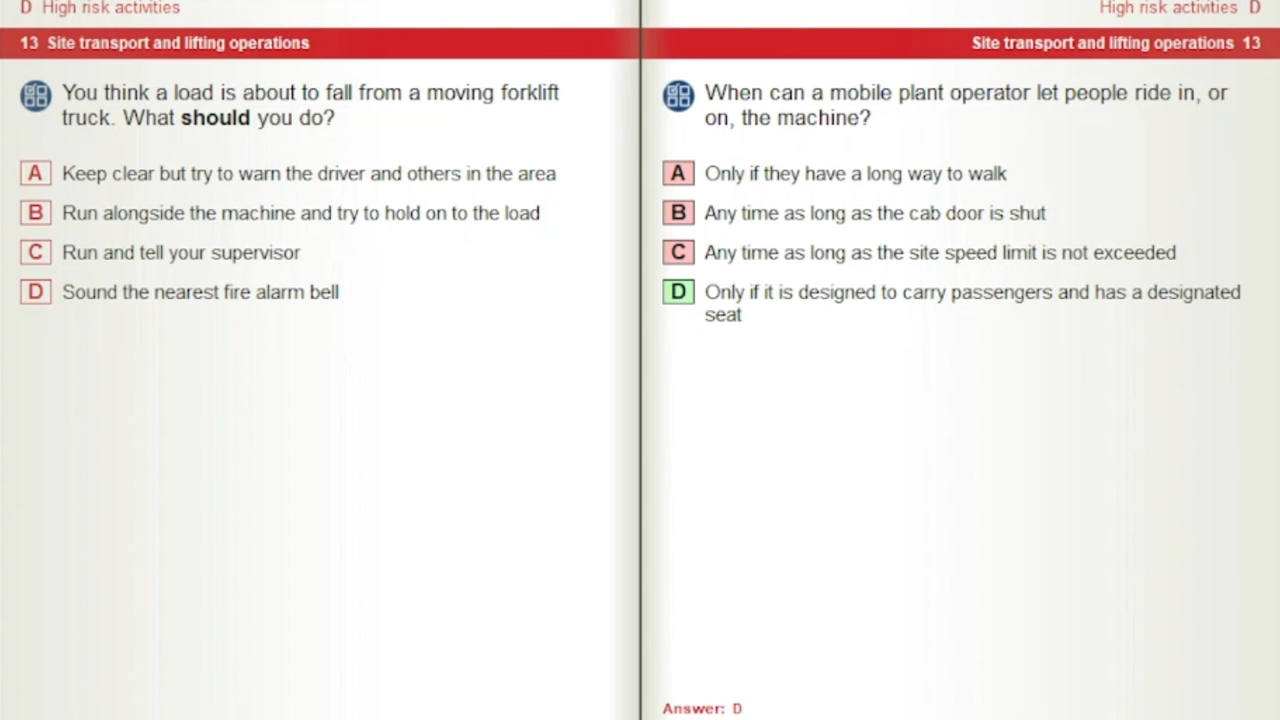 D High risk activities
13 Site transport and lifting operations
You think a load is about to fall from a moving forklift
truck. What should you do?
A Keep clear but try to warn the driver and others in the area
B Run alongside the machine and try to hold on to the load
C Run and tell your supervisor
D Sound the nearest fire alarm bell
High risk activities D
Site transport and lifting operations 13
When can a mobile plant operator let people ride in, or
on, the machine?
A Only if they have a long way to walk
B Any time as long as the cab door is shut
C Any time as long as the site speed limit is not exceeded
D Only if it is designed to carry passengers and has a designated
seat
Answer: D